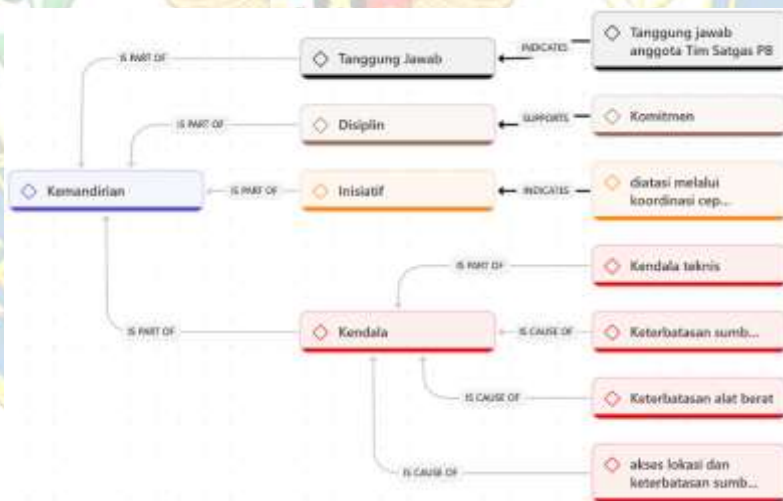 Tanggung jawab
anggota Tim Satgas PB
INDICATES
Tanggung Jawab
IS PART OF
Komitmen
SUPPORTS
Disiplin
IS PART OF
diatasi melalui
koordinasi cep...
INDICATES
Inisiatif
IS PART OF
Kemandirian
Kendala teknis
IS PART OF
Kendala
IS PART OF
Keterbatasan sumb...
IS CAUSE OF
Keterbatasan alat berat
IS CAUSE OF
akses lokasi dan
keterbatasan sumb...
IS CAUSE OF